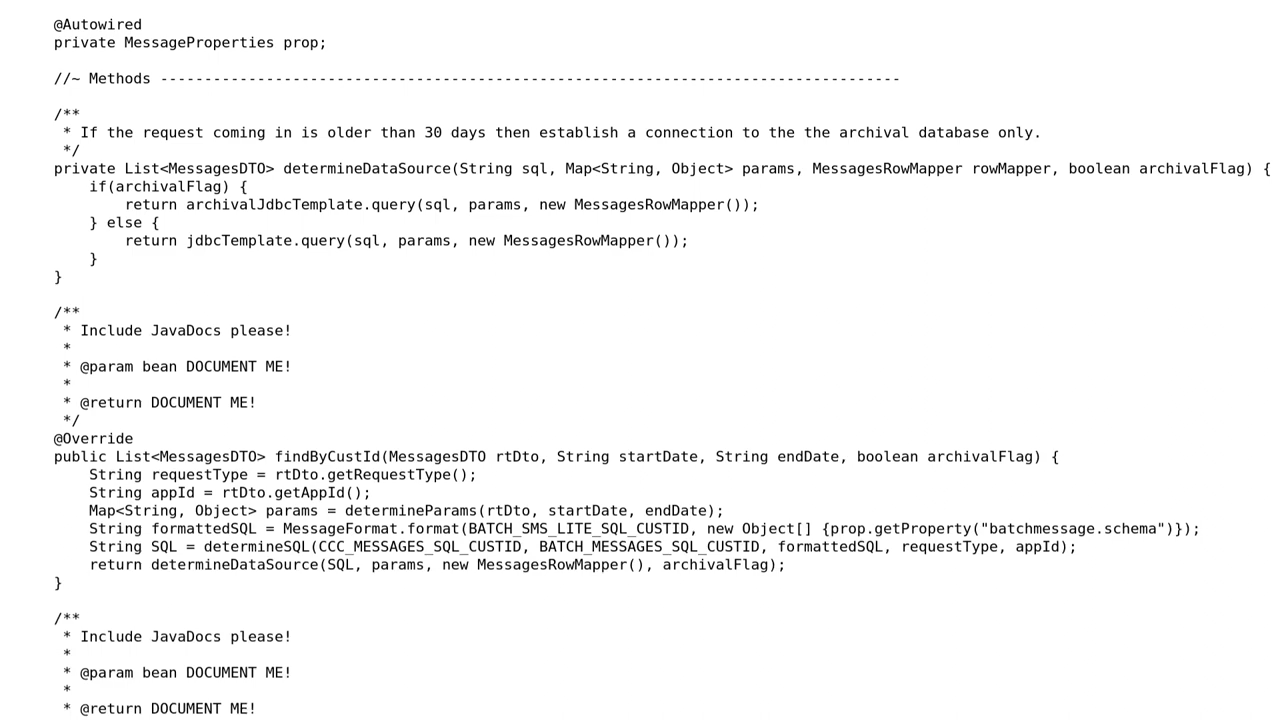 @Autowired
private MessageProperties prop;
//~ Methods ------------------------------------------------------------------------------------
/**
* If the request coming in is older than 30 days then establish a connection to the the archival database only.
*/
private List<MessagesDTO> determineDataSource(String sql, Map<String, Object> params, MessagesRowMapper rowMapper, boolean archivalFlag) {
if(archivalFlag) {
return archivalJdbcTemplate.query(sql, params, new MessagesRowMapper());
} else {
return jdbcTemplate.query(sql, params, new MessagesRowMapper());
}
}
/**
* Include JavaDocs please!
*
* @param bean DOCUMENT ME!
*
* @return DOCUMENT ME!
*/
@Override
public List<MessagesDTO> findByCustId(MessagesDTO rtDto, String startDate, String endDate, boolean archivalFlag) {
String requestType = rtDto.getRequestType();
String appId = rtDto.getAppId();
Map<String, Object> params = determineParams(rtDto, startDate, endDate);
String formattedSQL = MessageFormat.format(BATCH_SMS_LITE_SQL_CUSTID, new Object[] {prop.getProperty("batchmessage.schema")});
String SQL = determineSQL(CCC_MESSAGES_SQL_CUSTID, BATCH_MESSAGES_SQL_CUSTID, formattedSQL, requestType, appId);
return determineDataSource(SQL, params, new MessagesRowMapper(), archivalFlag);
}
/**
* Include JavaDocs please!
*
* @param bean DOCUMENT ME!
*
* @return DOCUMENT ME!